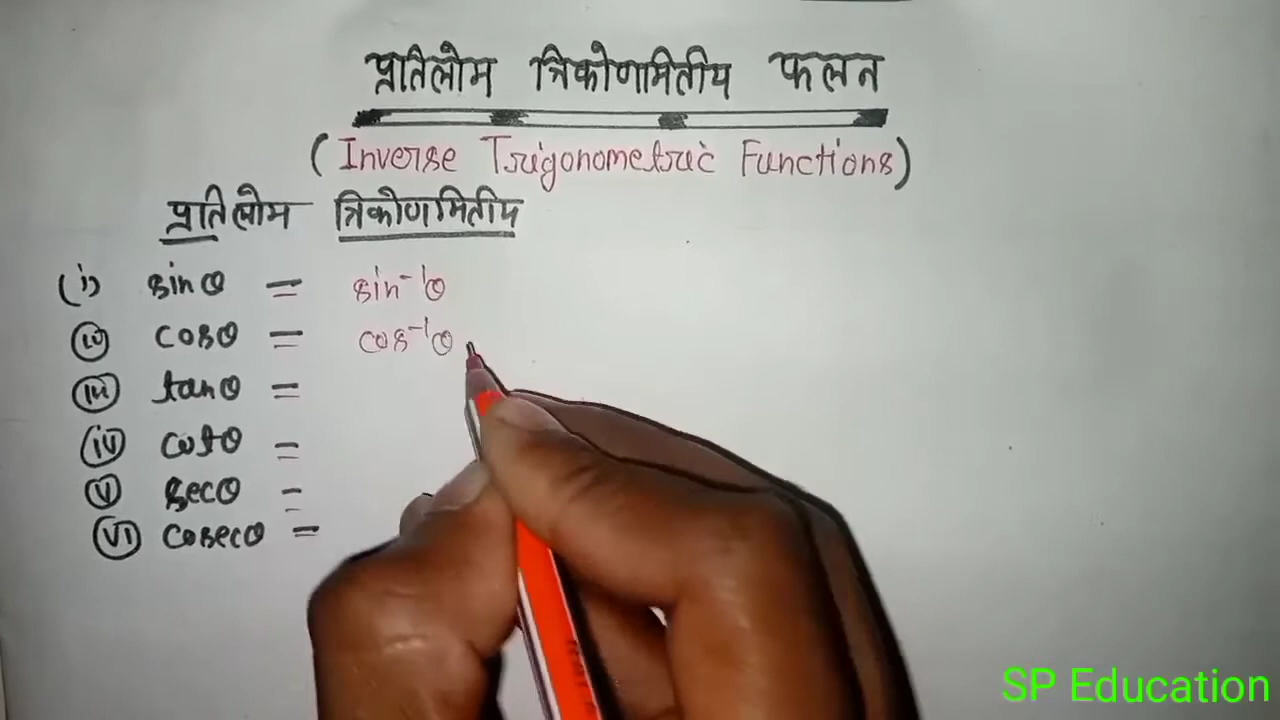 प्रतिलोम त्रिकोणमितीय फलन
(Inverse Trigonometric Functions)
प्रतिलोम त्रिकोणमितीय
(i) sinθ = sin⁻¹θ
(ii) cosθ = cos⁻¹θ
(iii) tanθ =
(iv) cotθ =
(v) secθ =
(vi) cosecθ =
SP Education